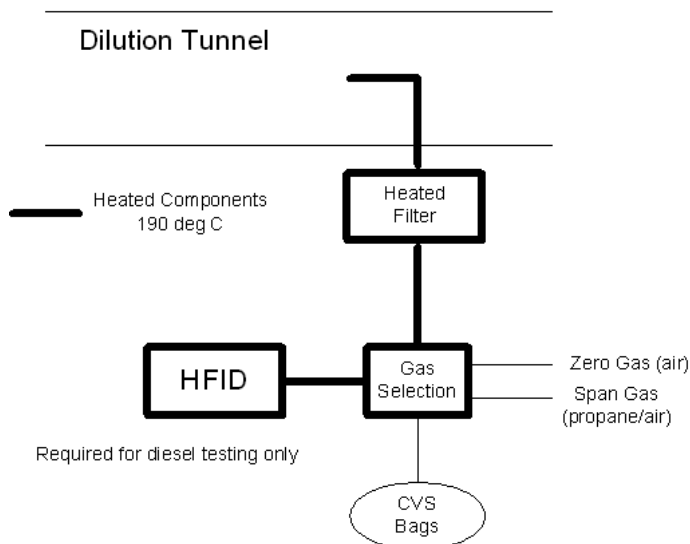 Dilution Tunnel
Heated Components
190 deg C
Heated
Filter
HFID
Gas
Selection
Zero Gas (air)
Span Gas
(propane/air)
Required for diesel testing only
CVS
Bags